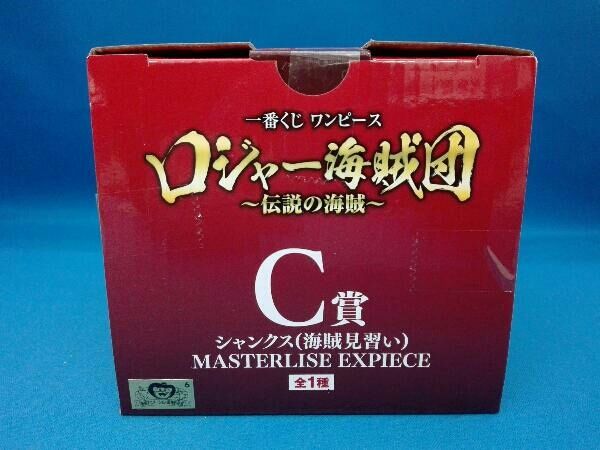 一番くじ ワンピース
ロジャー海賊団
～伝説の海賊～
C賞
シャンクス(海賊見習い)
MASTERLISE EXPIECE
全1種
6